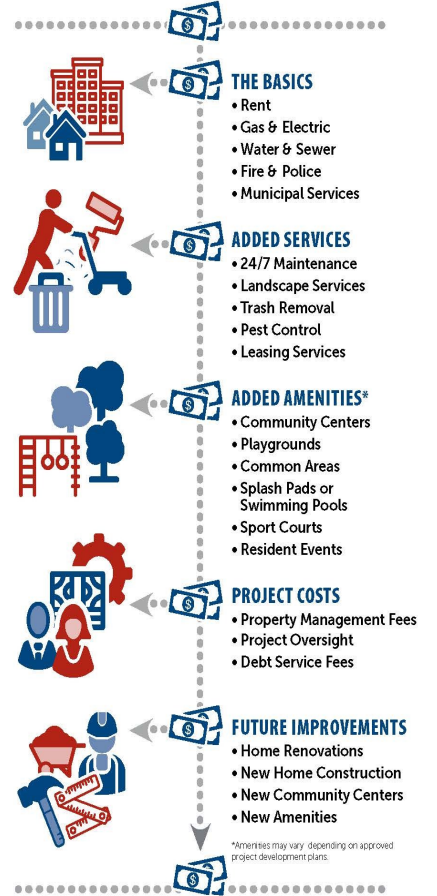 THE BASICS
• Rent
• Gas & Electric
• Water & Sewer
• Fire & Police
• Municipal Services
ADDED SERVICES
• 24/7 Maintenance
• Landscape Services
• Trash Removal
• Pest Control
• Leasing Services
ADDED AMENITIES*
• Community Centers
• Playgrounds
• Common Areas
• Splash Pads or
Swimming Pools
• Sport Courts
• Resident Events
PROJECT COSTS
• Property Management Fees
• Project Oversight
• Debt Service Fees
FUTURE IMPROVEMENTS
• Home Renovations
• New Home Construction
• New Community Centers
• New Amenities
*Amenities may vary depending on approved
project development plans.